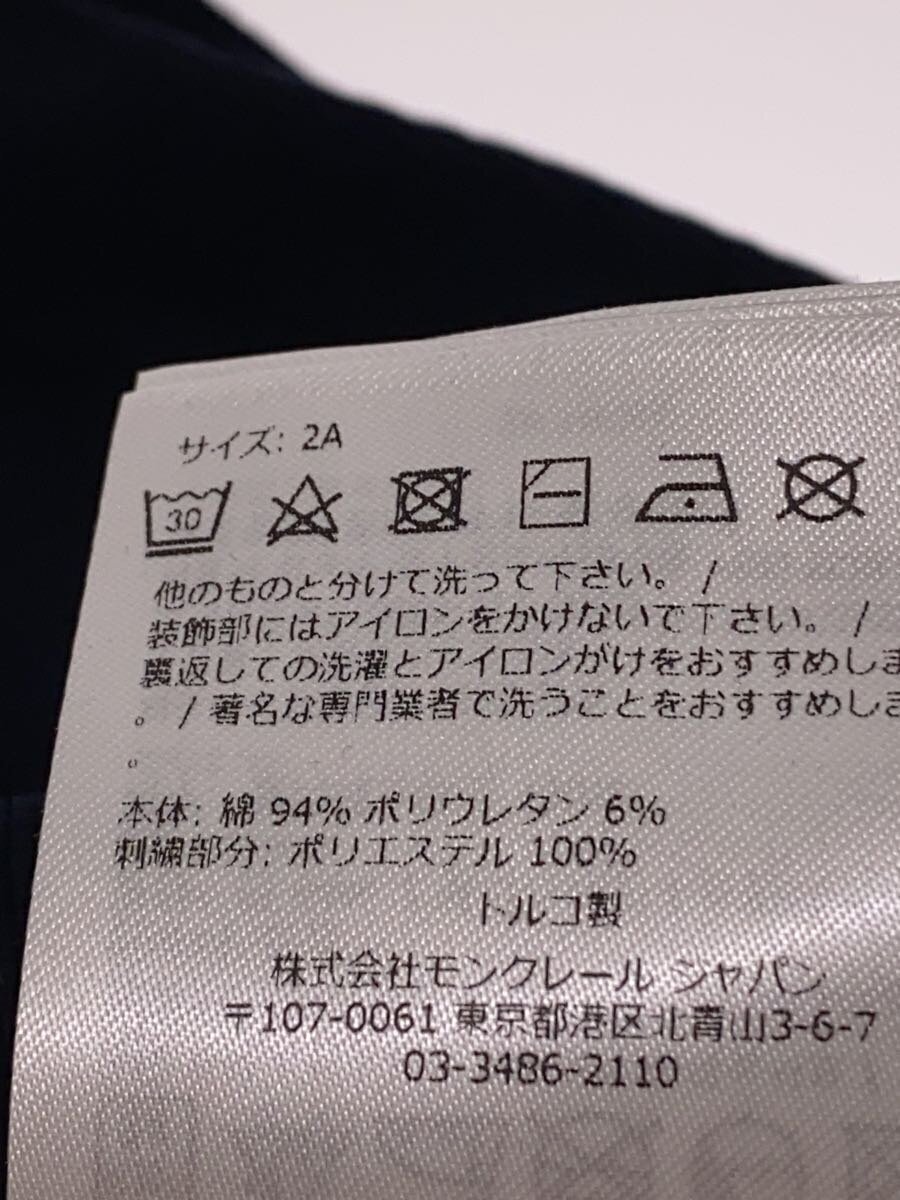 サイズ: 2A
30
他のものと分けて洗って下さい。 /
装飾部にはアイロンをかけないで下さい。 /
裏返しての洗濯とアイロンがけをおすすめしま
。 / 著名な専門業者で洗うことをおすすめしま
。
本体: 綿 94% ポリウレタン 6%
刺繍部分: ポリエステル 100%
トルコ製
株式会社モンクレール ジャパン
〒107-0061 東京都港区北青山3-6-7
03-3486-2110